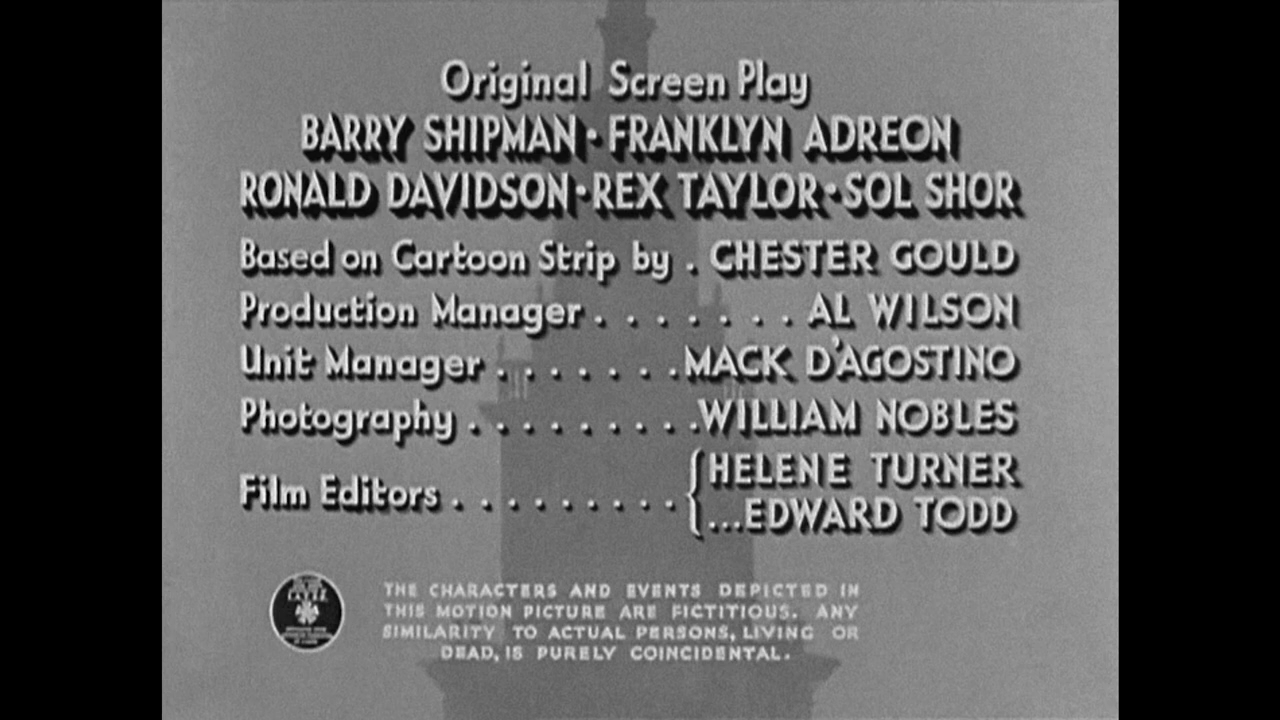 Original Screen Play
BARRY SHIPMAN · FRANKLYN ADREON
RONALD DAVIDSON · REX TAYLOR · SOL SHOR
Based on Cartoon Strip by . CHESTER GOULD
Production Manager . . . . . . . AL WILSON
Unit Manager . . . . . . . MACK D'AGOSTINO
Photography . . . . . . . . . WILLIAM NOBLES
HELENE TURNER
Film Editors . . . . . . . . . { ...EDWARD TODD
THE CHARACTERS AND EVENTS DEPICTED IN
THIS MOTION PICTURE ARE FICTITIOUS. ANY
SIMILARITY TO ACTUAL PERSONS, LIVING OR
DEAD, IS PURELY COINCIDENTAL.